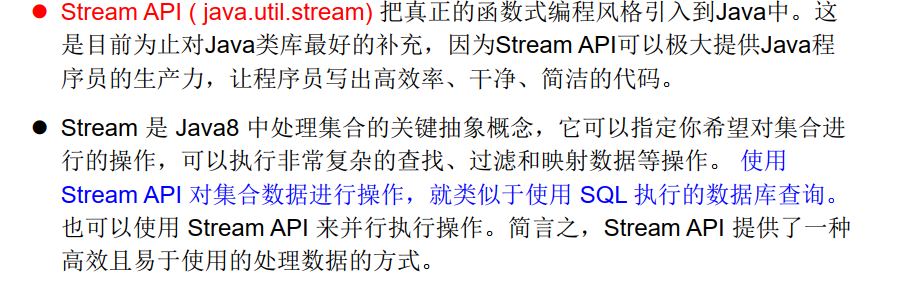 ● Stream API ( java.util.stream) 把真正的函数式编程风格引入到Java中。这
是目前为止对Java类库最好的补充，因为Stream API可以极大提供Java程
序员的生产力，让程序员写出高效率、干净、简洁的代码。
● Stream 是 Java8 中处理集合的关键抽象概念，它可以指定你希望对集合进
行的操作，可以执行非常复杂的查找、过滤和映射数据等操作。 使用
Stream API 对集合数据进行操作，就类似于使用 SQL 执行的数据库查询。
也可以使用 Stream API 来并行执行操作。简言之，Stream API 提供了一种
高效且易于使用的处理数据的方式。